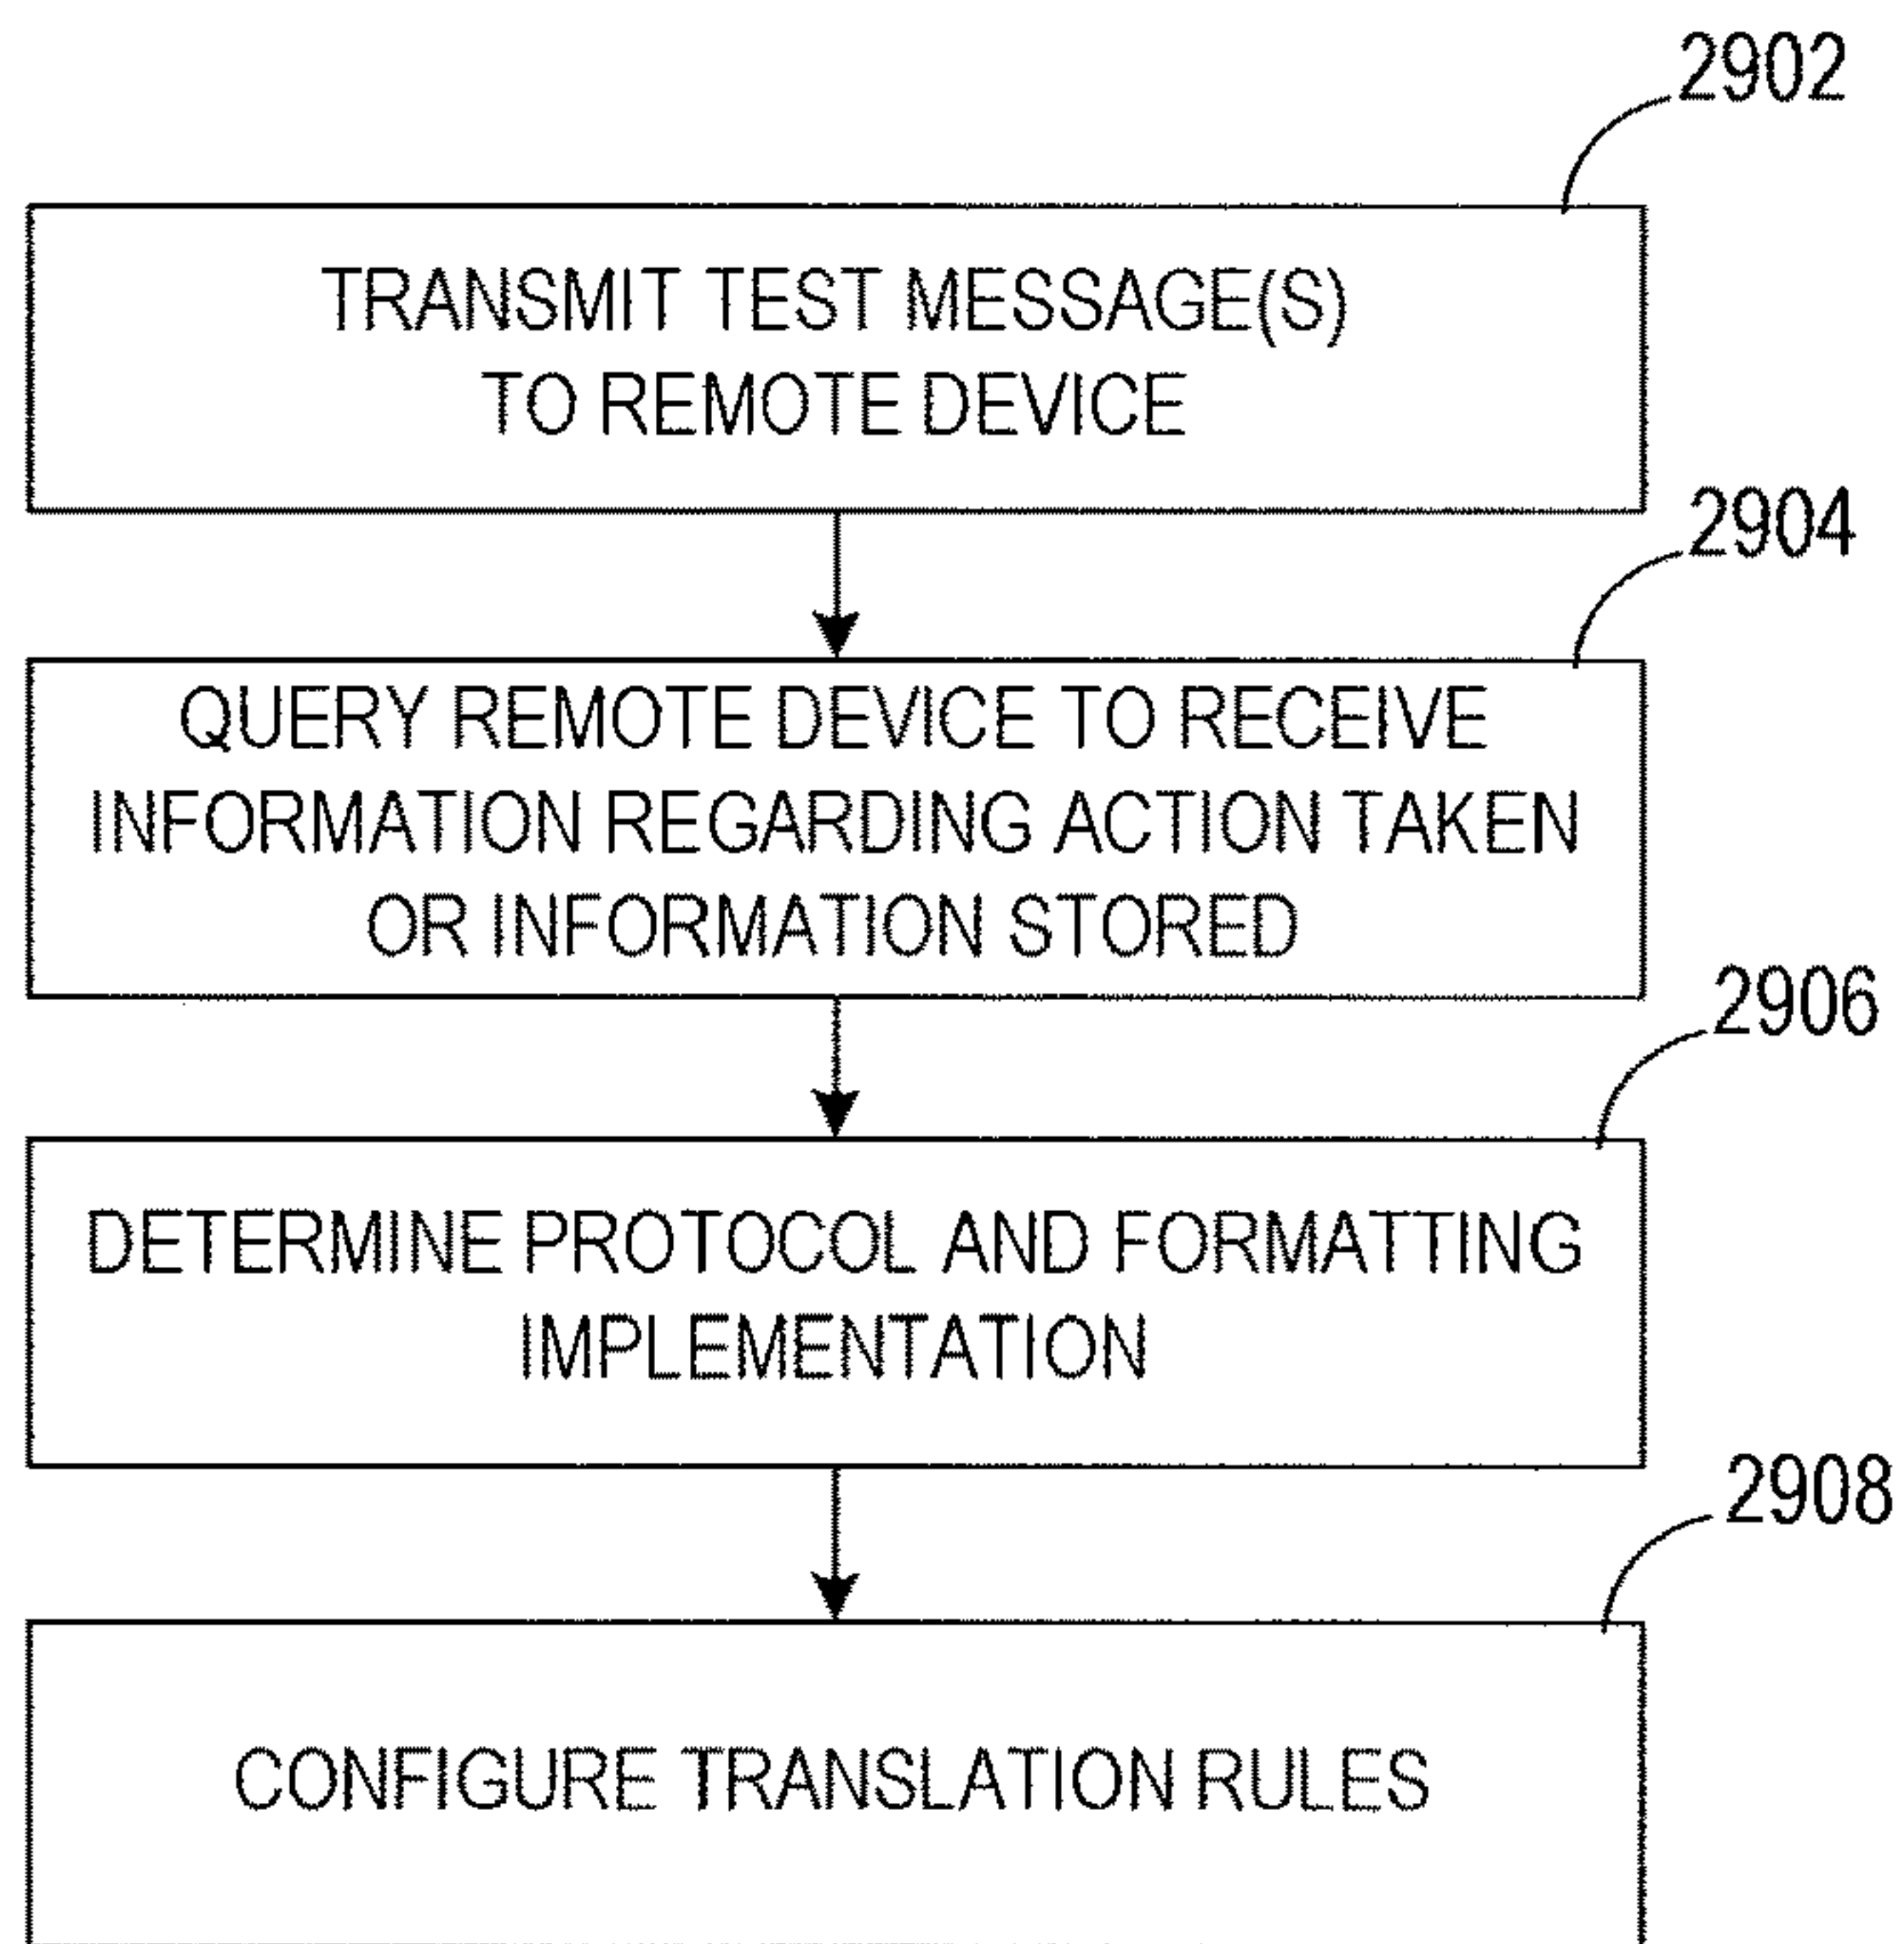 2902
TRANSMIT TEST MESSAGE(S)
TO REMOTE DEVICE
2904
QUERY REMOTE DEVICE TO RECEIVE
INFORMATION REGARDING ACTION TAKEN
OR INFORMATION STORED
2906
DETERMINE PROTOCOL AND FORMATTING
IMPLEMENTATION
2908
CONFIGURE TRANSLATION RULES